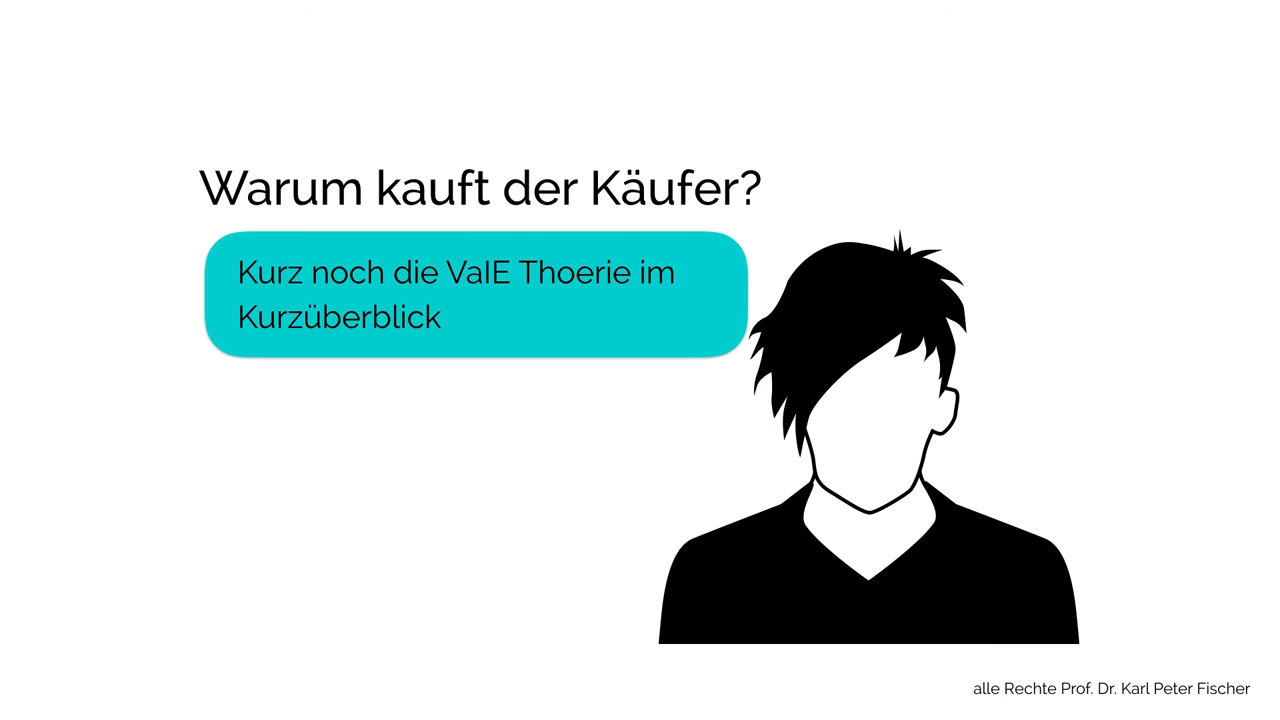 Warum kauft der Käufer?
Kurz noch die VaIE Thoerie im
Kurzüberblick
alle Rechte Prof. Dr. Karl Peter Fischer